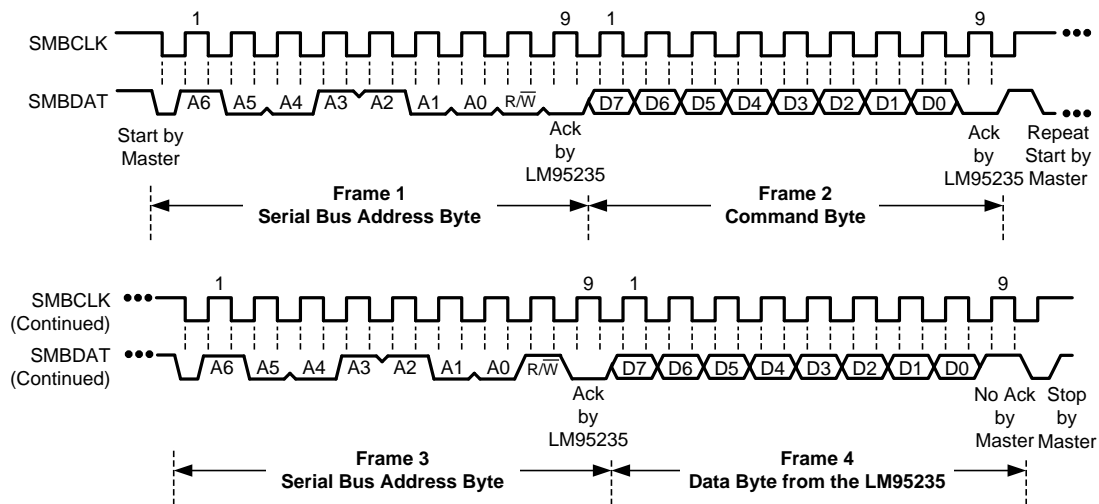 1 9 1 9
SMBCLK
SMBDAT A6 A5 A4 A3 A2 A1 A0 R/W̅ D7 D6 D5 D4 D3 D2 D1 D0
Start by
Master
Ack
by
LM95235
Ack
by
LM95235
Repeat
Start by
Master
Frame 1
Serial Bus Address Byte
Frame 2
Command Byte
1 9 1 9
SMBCLK
(Continued)
SMBDAT
(Continued)
A6 A5 A4 A3 A2 A1 A0 R/W̅ D7 D6 D5 D4 D3 D2 D1 D0
Ack
by
LM95235
No Ack
by
Master
Stop
by
Master
Frame 3
Serial Bus Address Byte
Frame 4
Data Byte from the LM95235